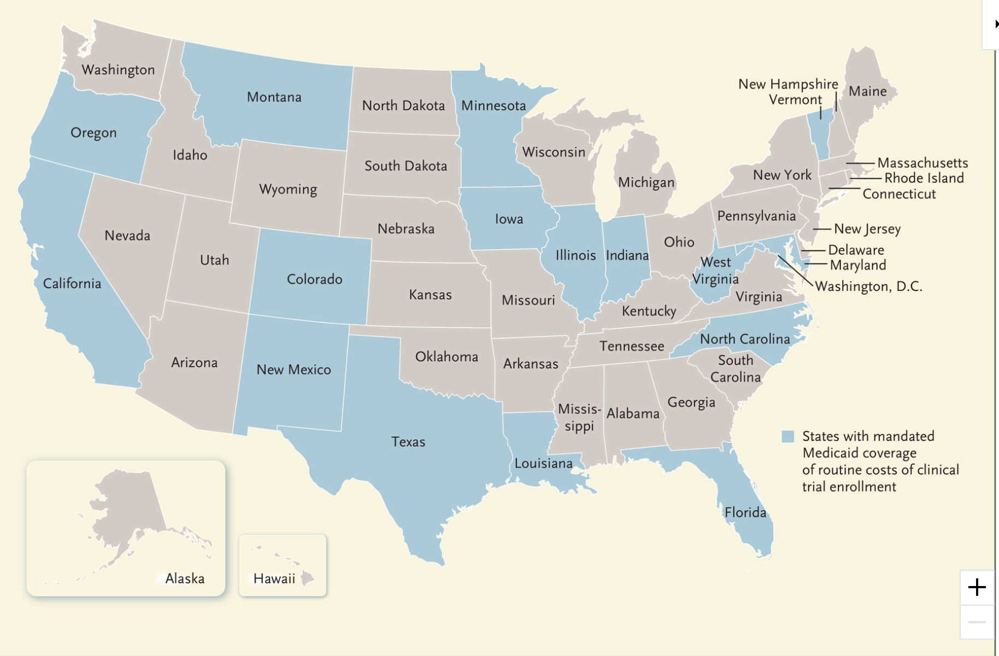 Washington
Montana
North Dakota
Minnesota
New Hampshire
Vermont
Maine
Oregon
Idaho
Wyoming
South Dakota
Wisconsin
Michigan
New York
Massachusetts
Rhode Island
Connecticut
Nevada
Utah
Nebraska
Iowa
Illinois
Indiana
Ohio
Pennsylvania
New Jersey
Delaware
Maryland
Washington, D.C.
West
Virginia
Virginia
California
Colorado
Kansas
Missouri
Kentucky
North Carolina
Tennessee
South
Carolina
Arizona
New Mexico
Oklahoma
Arkansas
Missis-
sippi
Alabama
Georgia
Texas
Louisiana
Florida
States with mandated
Medicaid coverage
of routine costs of clinical
trial enrollment
Alaska
Hawaii